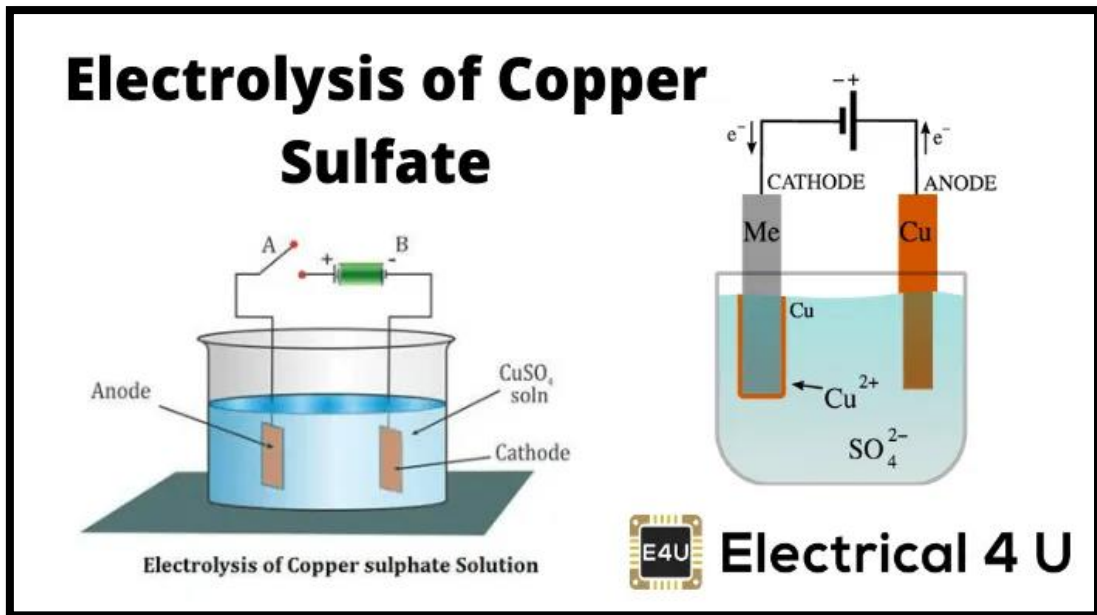 Electrolysis of Copper
Sulfate
A
+
-
B
Anode
CuSO₄
soln
Cathode
Electrolysis of Copper sulphate Solution
-+
e⁻
e⁻
CATHODE
ANODE
Me
Cu
Cu
Cu²⁺
SO₄²⁻
E4U
Electrical 4 U